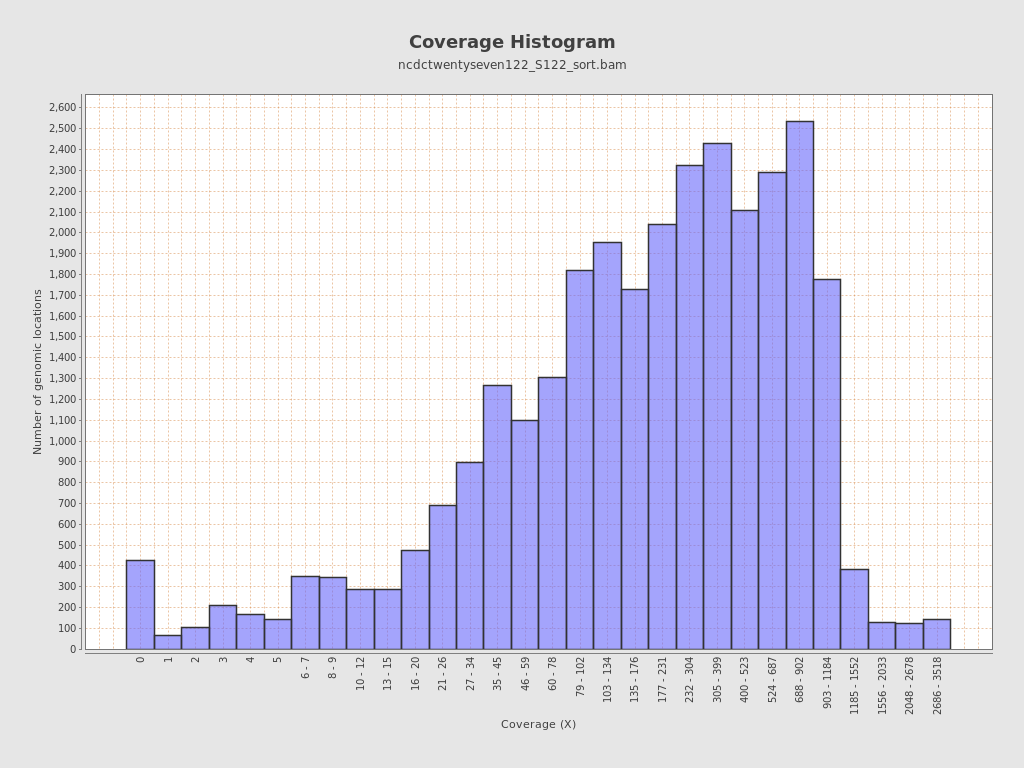 Coverage Histogram
ncdctwentyseven122_S122_sort.bam
2,600
2,500
2,400
2,300
2,200
2,100
2,000
1,900
1,800
1,700
1,600
1,500
1,400
1,300
1,200
1,100
1,000
900
800
700
600
500
400
300
200
100
0
Number of genomic locations
0
1
2
3
4
5
6 - 7
8 - 9
10 - 12
13 - 15
16 - 20
21 - 26
27 - 34
35 - 45
46 - 59
60 - 78
79 - 102
103 - 134
135 - 176
177 - 231
232 - 304
305 - 399
400 - 523
524 - 687
688 - 902
903 - 1184
1185 - 1552
1556 - 2033
2048 - 2678
2686 - 3518
Coverage (X)